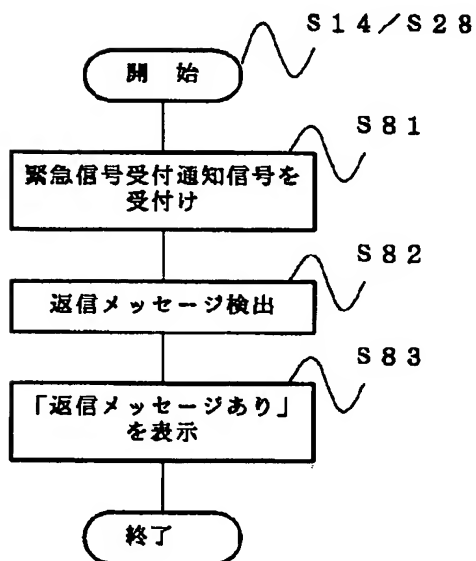 S14/S28
開 始
S81
緊急信号受付通知信号を
受付け
S82
返信メッセージ検出
S83
「返信メッセージあり」
を表示
終了